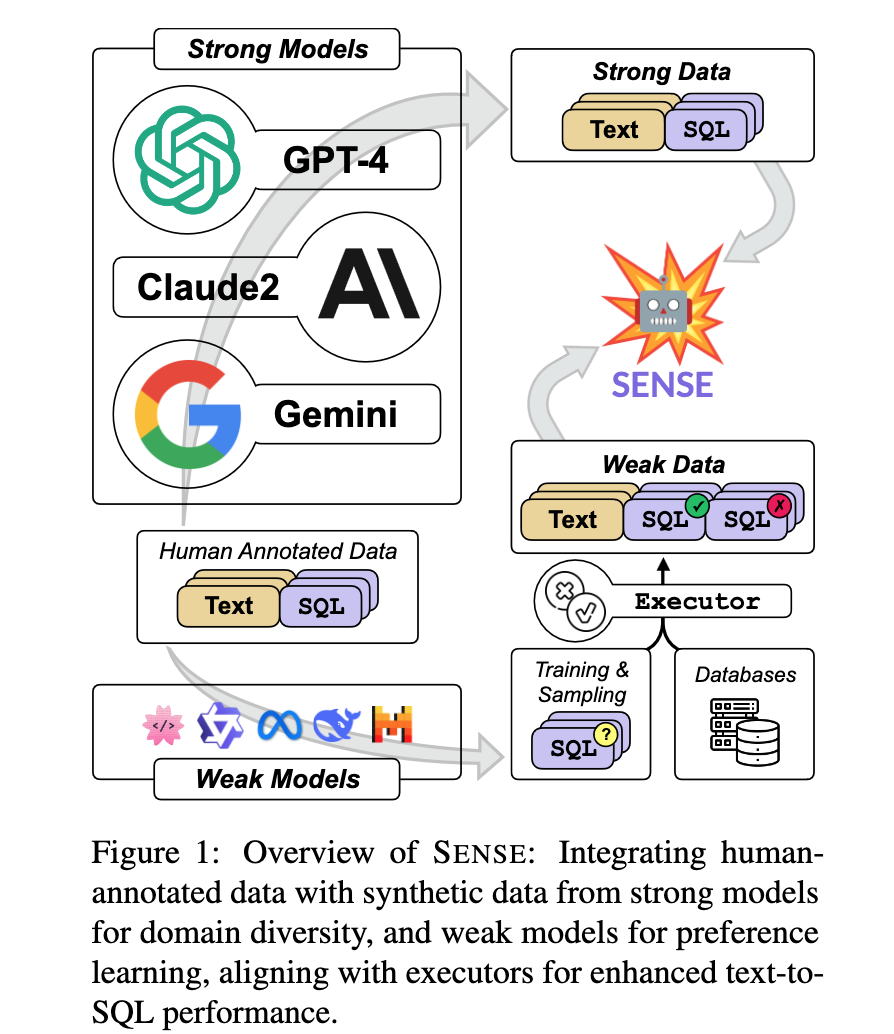 Strong Models
GPT-4
Claude2
Gemini
Strong Data
Text SQL
SENSE
Human Annotated Data
Text SQL
Weak Data
Text SQL ✓ SQL ✗
Executor
Training &
Sampling
SQL ?
Databases
</>
Weak Models
Figure 1: Overview of SENSE: Integrating human-
annotated data with synthetic data from strong models
for domain diversity, and weak models for preference
learning, aligning with executors for enhanced text-to-
SQL performance.